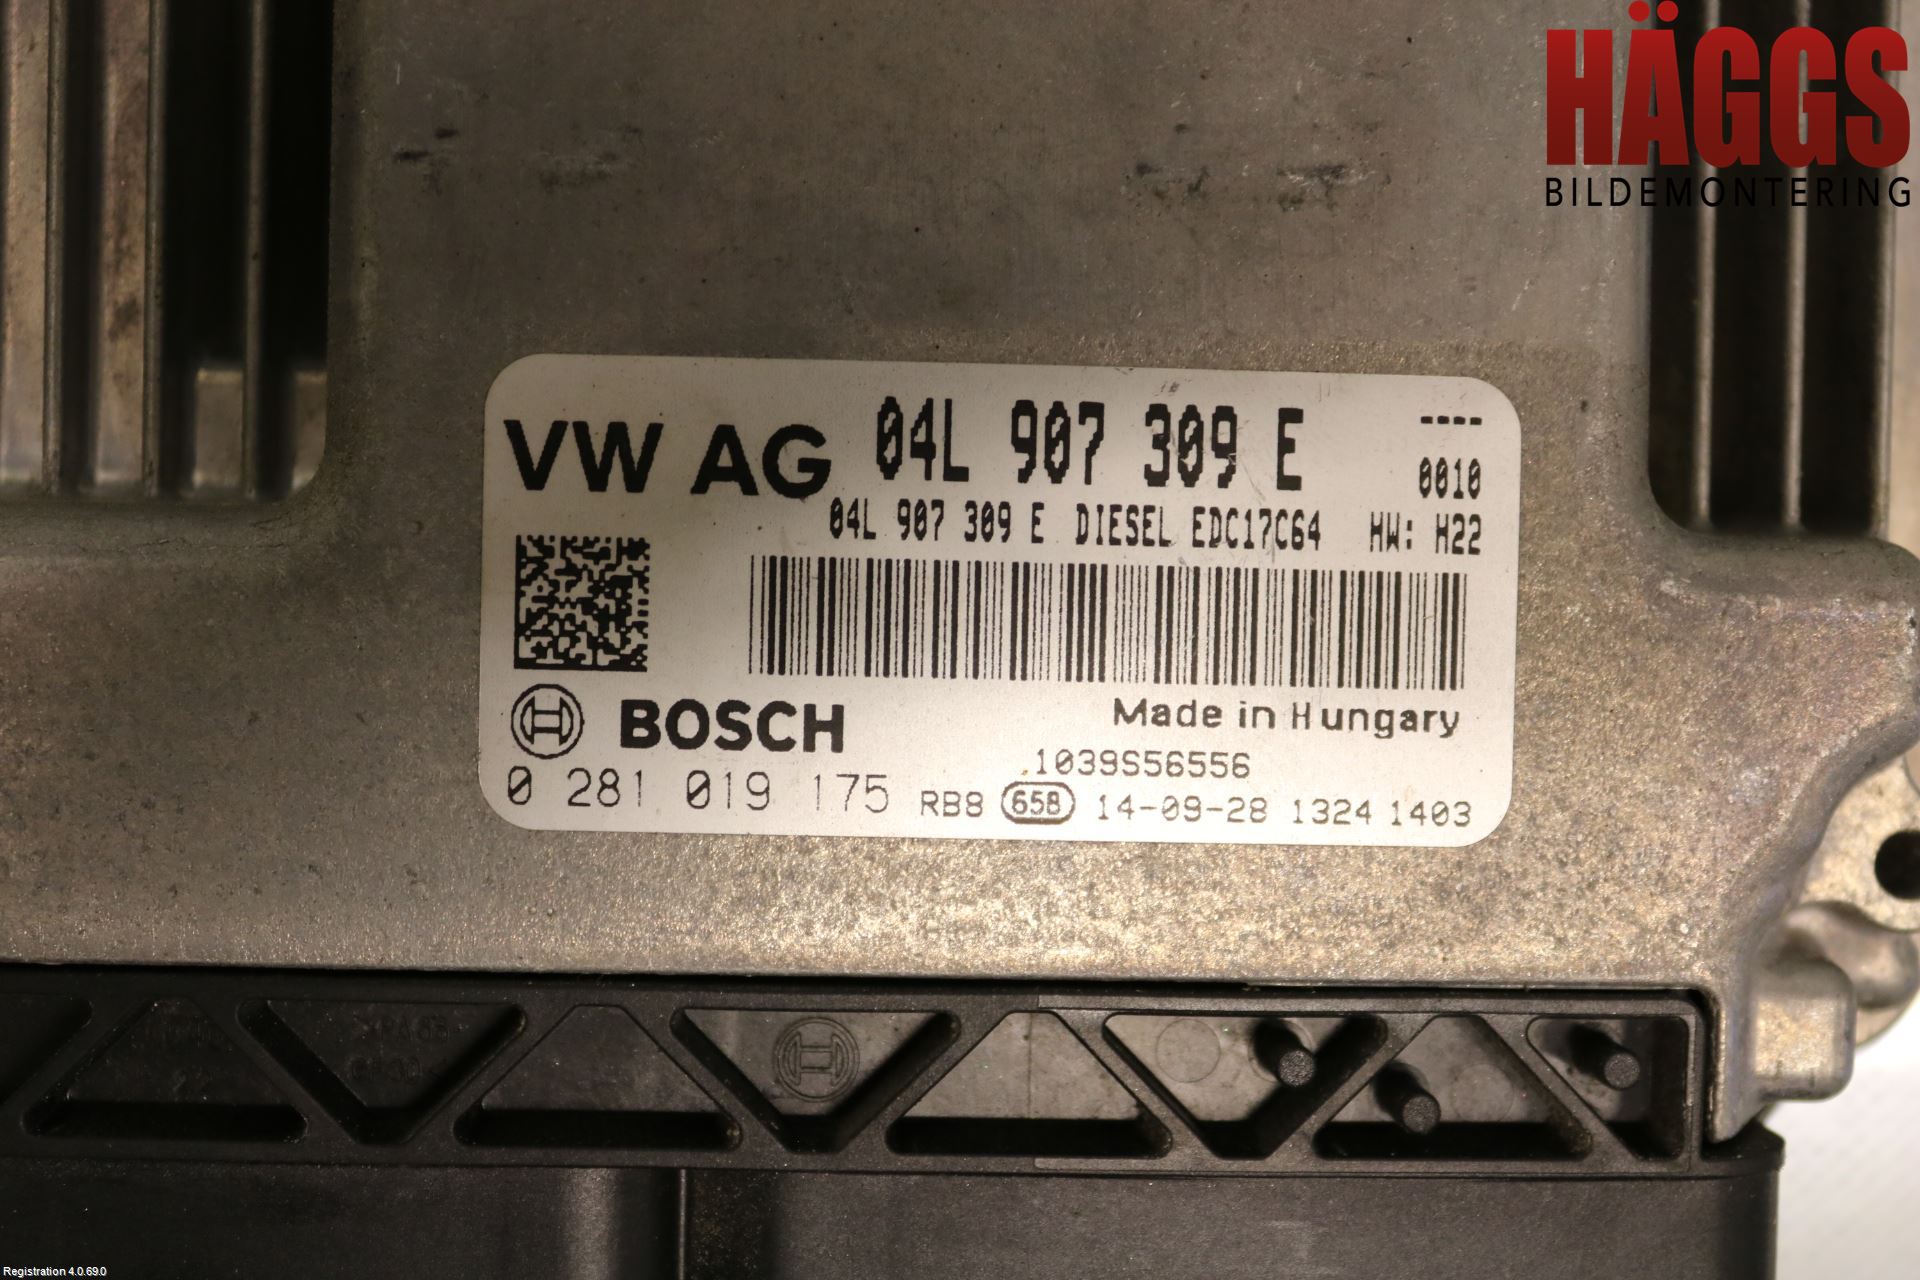 HÄGGS
BILDEMONTERING
VW AG 04L 907 309 E ----
0010
04L 907 309 E DIESEL EDC17C64 HW: H22
BOSCH Made in Hungary
1039S56556
0 281 019 175 RB8 658 14-09-28 1324 1403
Registration 4.0.69.0